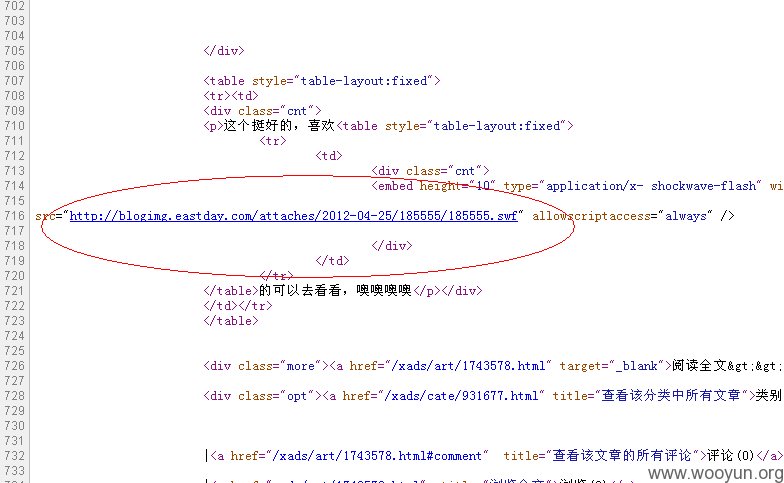 702
703
704
705 </div>
706
707 <table style="table-layout:fixed">
708 <tr><td>
709 <div class="cnt">
710 <p>这个挺好的，喜欢<table style="table-layout:fixed">
711 <tr>
712 <td>
713 <div class="cnt">
714 <embed height="10" type="application/x- shockwave-flash" wi
715
716 src="http://blogimg.eastday.com/attaches/2012-04-25/185555/185555.swf" allowscriptaccess="always" />
717
718 </div>
719 </td>
720 </tr>
721 </table>的可以去看看，噢噢噢噢</p></div>
722 </td></tr>
723 </table>
724
725
726 <div class="more"><a href="/xads/art/1743578.html" target="_blank">阅读全文&gt;&gt;
727
728 <div class="opt"><a href="/xads/cate/931677.html" title="查看该分类中所有文章">类别
729
730
731
732 |<a href="/xads/art/1743578.html#comment" title="查看该文章的所有评论">评论(0)</a>
733
www.wooyun.org